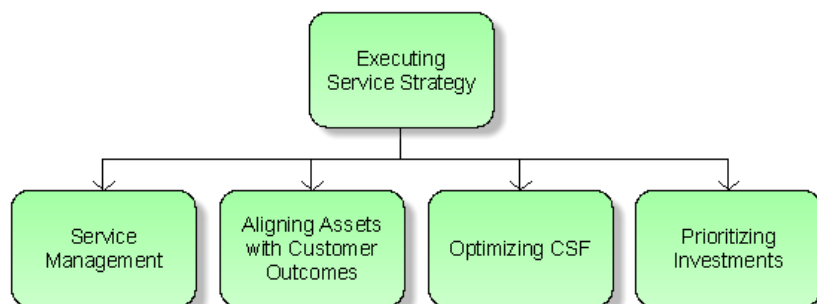 Executing
Service Strategy
Service
Management
Aligning Assets
with Customer
Outcomes
Optimizing CSF
Prioritizing
Investments